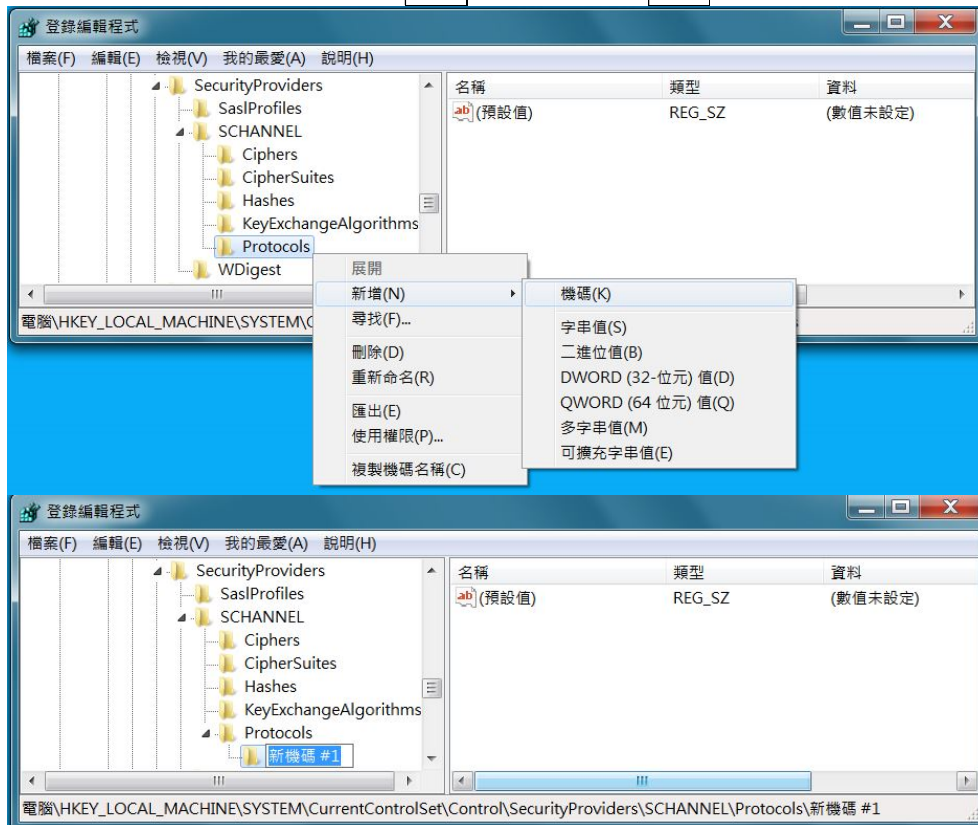 登錄編輯程式
檔案(F) 編輯(E) 檢視(V) 我的最愛(A) 說明(H)
SecurityProviders
SaslProfiles
SCHANNEL
Ciphers
CipherSuites
Hashes
KeyExchangeAlgorithms
Protocols
WDigest
名稱 類型 資料
(預設值) REG_SZ (數值未設定)
電腦\HKEY_LOCAL_MACHINE\SYSTEM\C
展開
新增(N)
尋找(F)...
刪除(D)
重新命名(R)
匯出(E)
使用權限(P)...
複製機碼名稱(C)
機碼(K)
字串值(S)
二進位值(B)
DWORD (32-位元) 值(D)
QWORD (64 位元) 值(Q)
多字串值(M)
可擴充字串值(E)
登錄編輯程式
檔案(F) 編輯(E) 檢視(V) 我的最愛(A) 說明(H)
SecurityProviders
SaslProfiles
SCHANNEL
Ciphers
CipherSuites
Hashes
KeyExchangeAlgorithms
Protocols
新機碼 #1
名稱 類型 資料
ab (預設值) REG_SZ (數值未設定)
電腦\HKEY_LOCAL_MACHINE\SYSTEM\CurrentControlSet\Control\SecurityProviders\SCHANNEL\Protocols\新機碼 #1